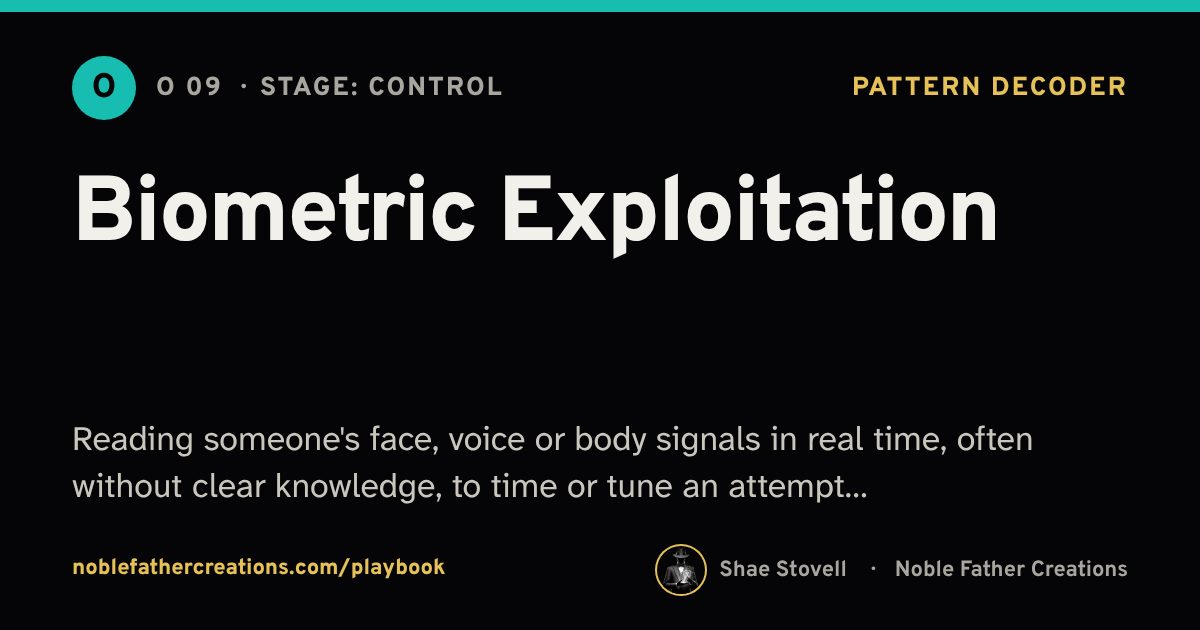 O
O 09 · STAGE: CONTROL
PATTERN DECODER
Biometric Exploitation
Reading someone's face, voice or body signals in real time, often
without clear knowledge, to time or tune an attempt...
noblefathercreations.com/playbook
Shae Stovell · Noble Father Creations